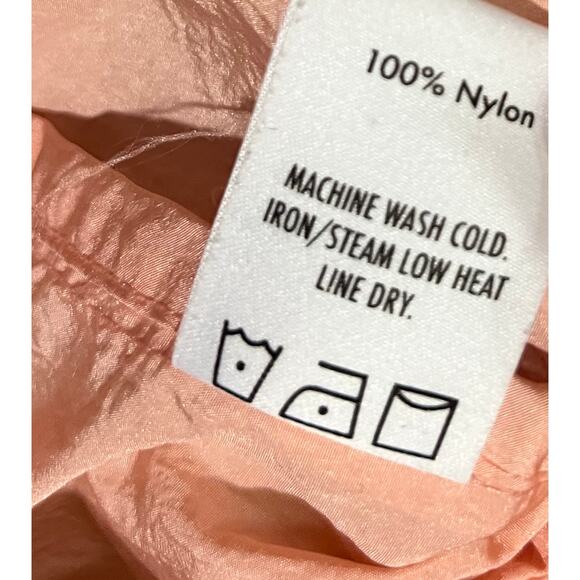 100% Nylon
MACHINE WASH COLD.
IRON/STEAM LOW HEAT
LINE DRY.